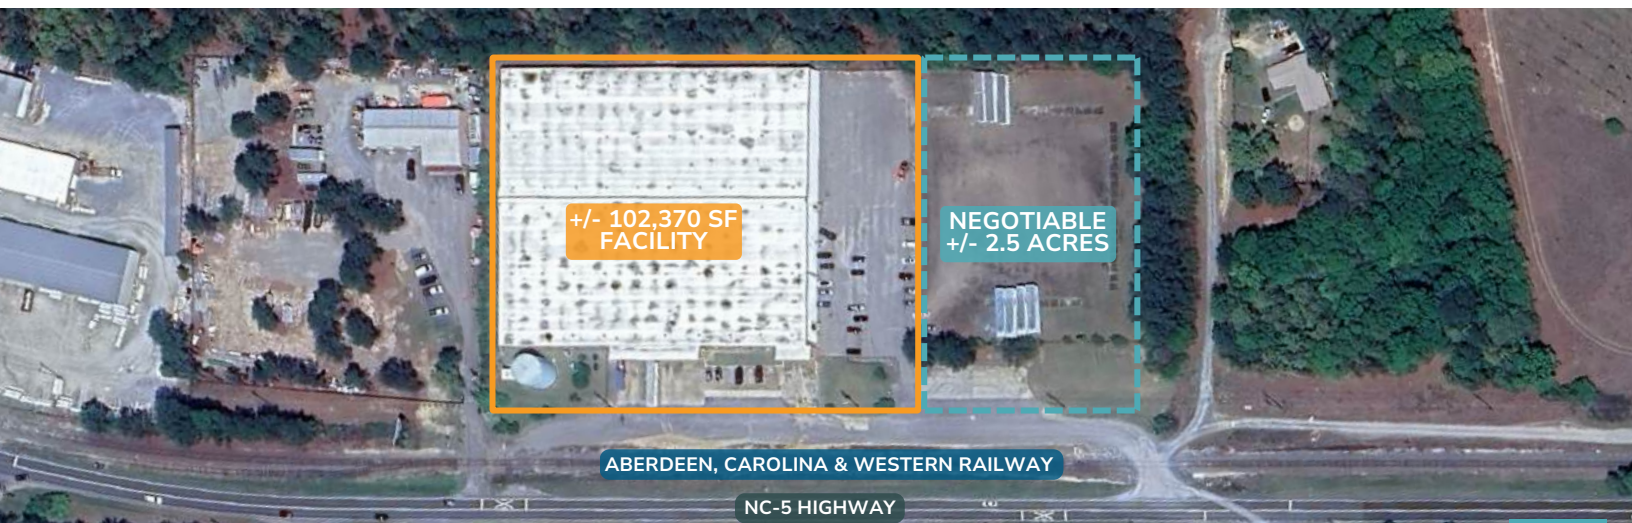 +/- 102,370 SF
FACILITY
NEGOTIABLE
+/- 2.5 ACRES
ABERDEEN, CAROLINA & WESTERN RAILWAY
NC-5 HIGHWAY